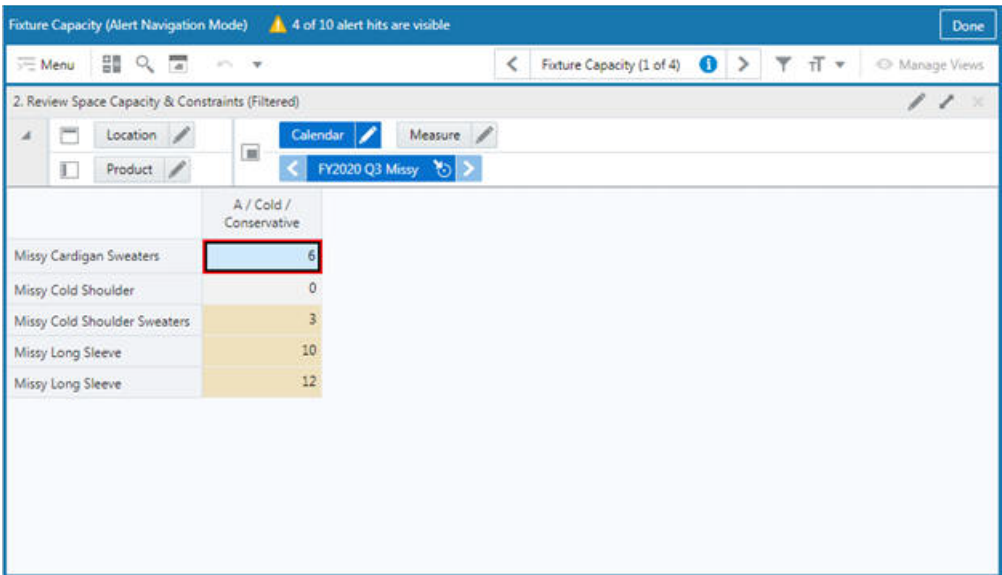 Fixture Capacity (Alert Navigation Mode) 4 of 10 alert hits are visible Done
Menu Fixture Capacity (1 of 4) Manage Views
2. Review Space Capacity & Constraints (Filtered)
Location Calendar Measure
Product FY2020 Q3 Missy
A / Cold /
Conservative
Missy Cardigan Sweaters 6
Missy Cold Shoulder 0
Missy Cold Shoulder Sweaters 3
Missy Long Sleeve 10
Missy Long Sleeve 12